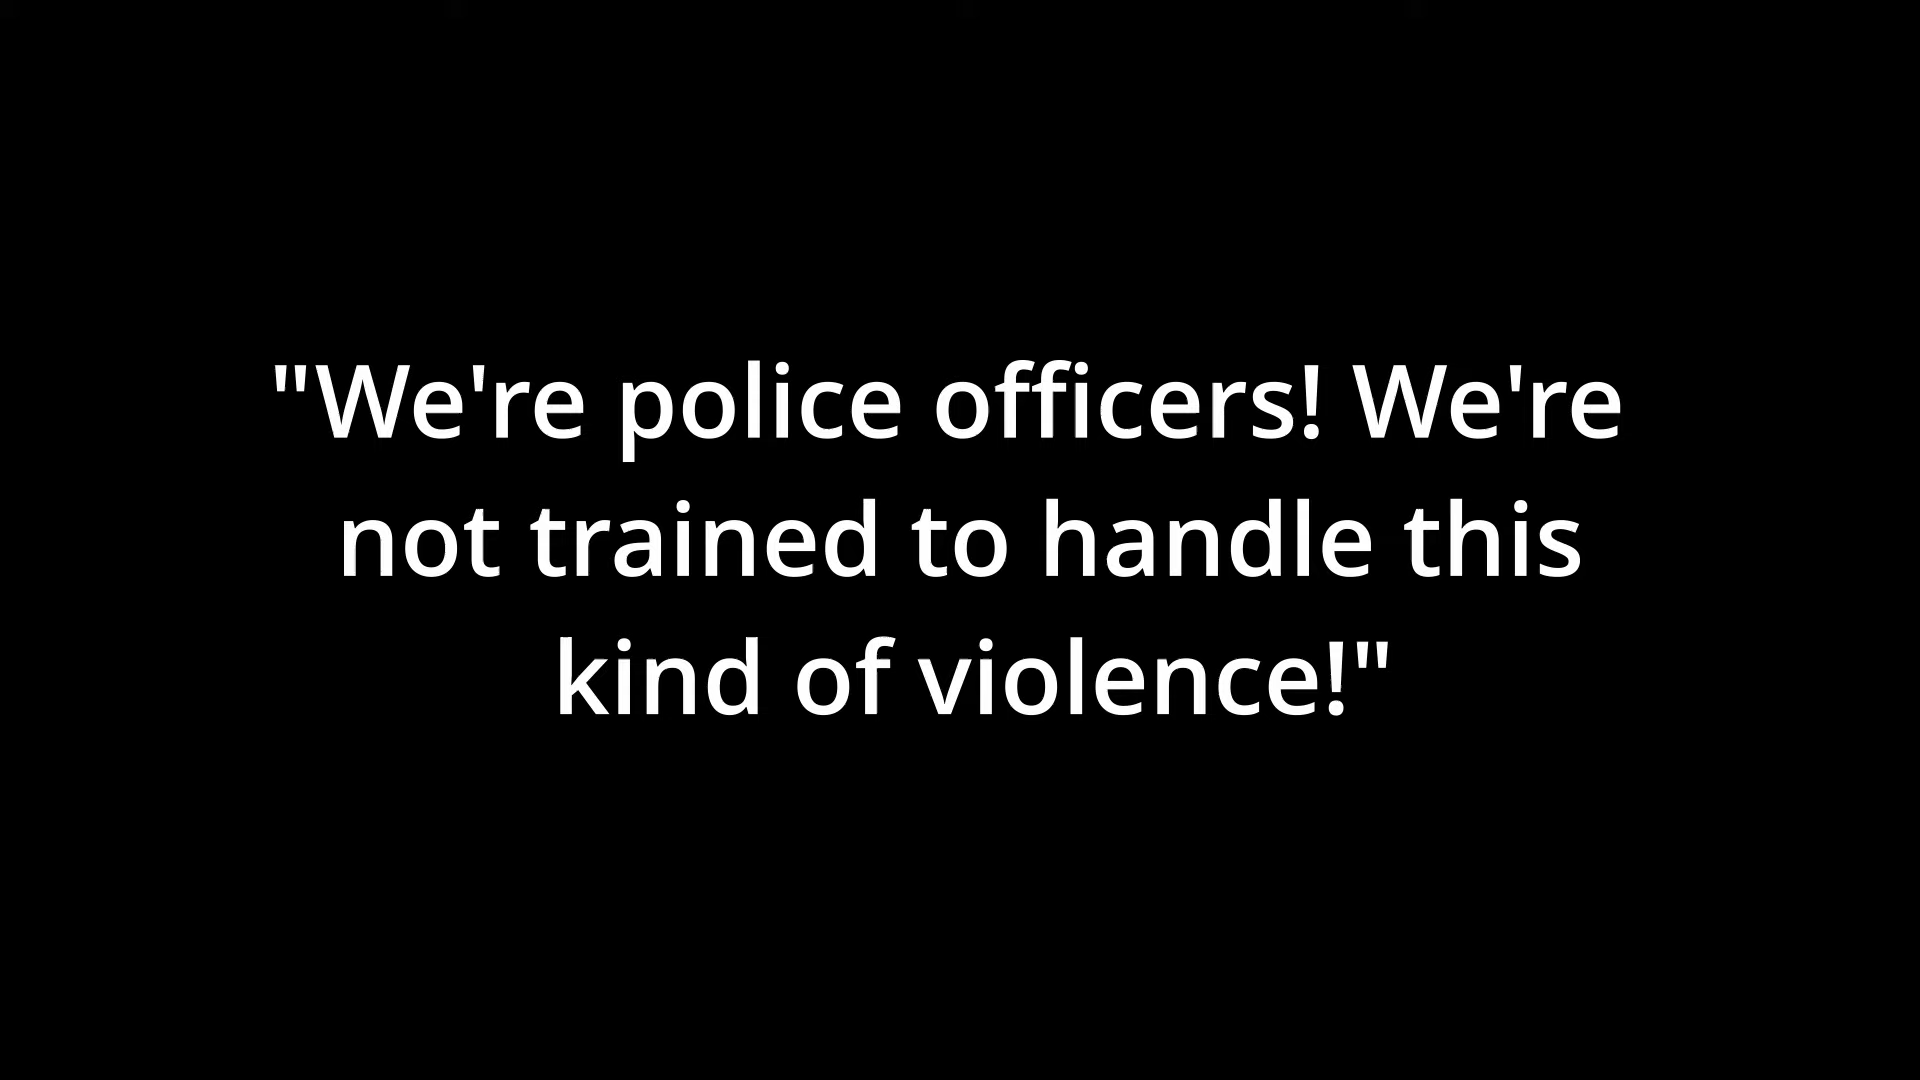 "We're police officers! We're
not trained to handle this
kind of violence!"